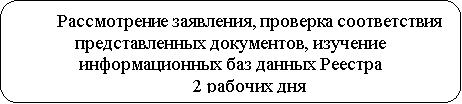 Рассмотрение заявления, проверка соответствия
представленных документов, изучение
информационных баз данных Реестра
2 рабочих дня